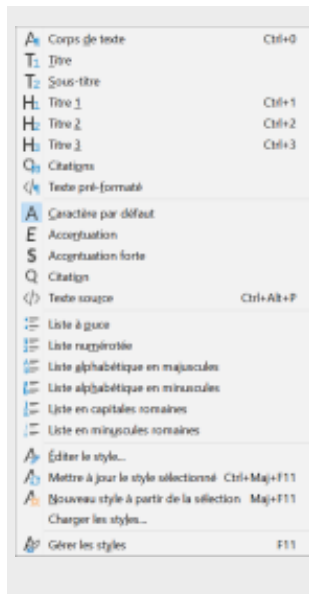 Corps de texte Ctrl+0
Titre
Sous-titre
Titre 1 Ctrl+1
Titre 2 Ctrl+2
Titre 3 Ctrl+3
Citations
Texte pré-formaté
Caractère par défaut
Accentuation
Accentuation forte
Citation
Texte source Ctrl+Alt+P
Liste à puce
Liste numérotée
Liste alphabétique en majuscules
Liste alphabétique en minuscules
Liste en capitales romaines
Liste en minuscules romaines
Éditer le style...
Mettre à jour le style sélectionné Ctrl+Maj+F11
Nouveau style à partir de la sélection Maj+F11
Charger les styles...
Gérer les styles F11